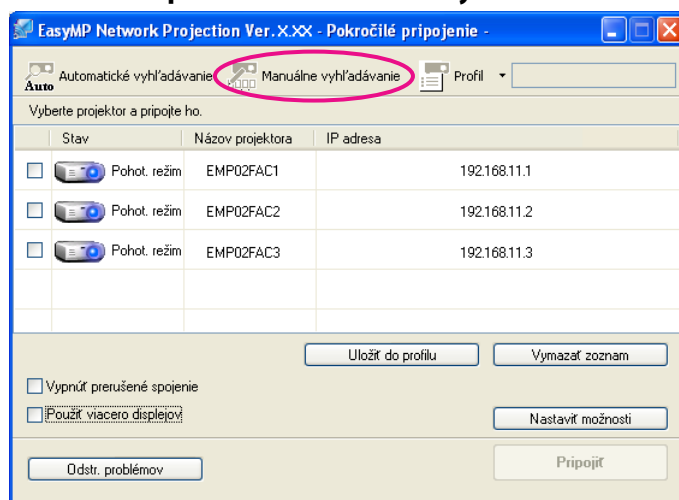 EasyMP Network Projection Ver.X.XX - Pokročilé pripojenie -
Auto Automatické vyhľadávanie Manuálne vyhľadávanie Profil
Vyberte projektor a pripojte ho.
Stav Názov projektora IP adresa
Pohot. režim EMP02FAC1 192.168.11.1
Pohot. režim EMP02FAC2 192.168.11.2
Pohot. režim EMP02FAC3 192.168.11.3
Uložiť do profilu Vymazať zoznam
Vypnúť prerušené spojenie
Použiť viacero displejov
Nastaviť možnosti
Odstr. problémov Pripojiť